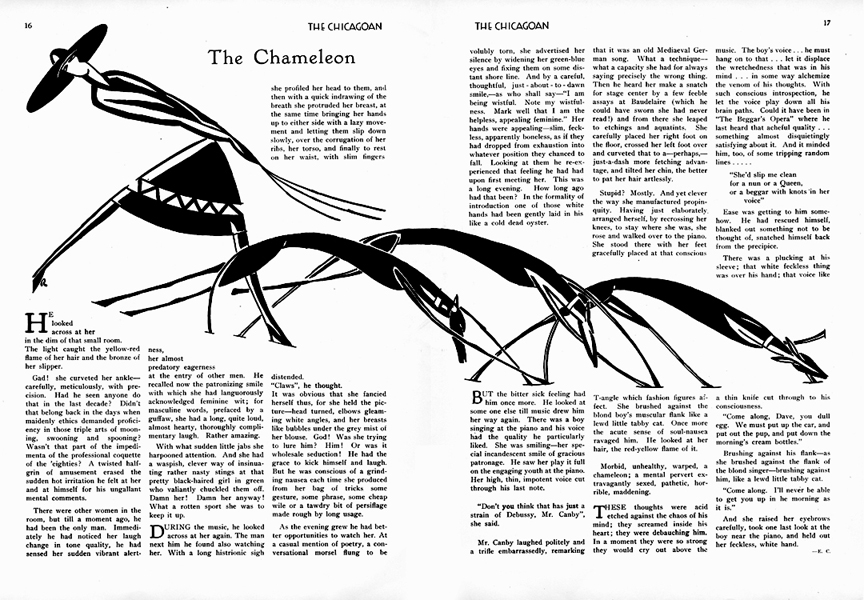 16
THE CHICAGOAN
The Chameleon
HE
looked
across at her
in the dim of that small room.
The light caught the yellow-red
flame of her hair and the bronze of
her slipper.
Gad! she curveted her ankle—
carefully, meticulously, with pre-
cision. Had he seen anyone do
that in the last decade? Didn't
that belong back in the days when
maidenly ethics demanded profici-
ency in those triple arts of moon-
ing, swooning and spooning?
Wasn't that part of the impedi-
menta of the professional coquette
of the 'eighties? A twisted half-
grin of amusement erased the
sudden hot irritation he felt at her
and at himself for his ungallant
mental comments.
There were other women in the
room, but till a moment ago, he
had been the only man. Immedi-
ately he had noticed her laugh
change in tone quality, he had
sensed her sudden vibrant alert-
ness,
her almost
predatory eagerness
at the entry of other men. He
recalled now the patronizing smile
with which she had languorously
acknowledged feminine wit; for
masculine words, prefaced by a
guffaw, she had a long, quite loud,
almost hearty, thoroughly compli-
mentary laugh. Rather amazing.
With what sudden little jabs she
harpooned attention. And she had
a waspish, clever way of insinua-
ting rather nasty stings at that
pretty black-haired girl in green
who valiantly chuckled them off.
Damn her! Damn her anyway!
What a rotten sport she was to
keep it up.
DURING the music, he looked
across at her again. The man
next him he found also watching
her. With a long histrionic sigh
she profiled her head to them, and
then with a quick indrawing of the
breath she protruded her breast, at
the same time bringing her hands
up to either side with a lazy move-
ment and letting them slip down
slowly, over the corrugation of her
ribs, her torso, and finally to rest
on her waist, with slim fingers
distended.
"Claws", he thought.
It was obvious that she fancied
herself thus, for she held the pic-
ture—head turned, elbows gleam-
ing white angles, and her breasts
like bubbles under the grey mist of
her blouse. God! Was she trying
to lure him? Him! Or was it
wholesale seduction! He had the
grace to kick himself and laugh.
But he was conscious of a grind-
ing nausea each time she produced
from her bag of tricks some
gesture, some phrase, some cheap
wile or a tawdry bit of persiflage
made rough by long usage.
As the evening grew he had bet-
ter opportunities to watch her. At
a casual mention of poetry, a con-
versational morsel flung to be
THE CHICAGOAN
17
volubly torn, she advertised her
silence by widening her green-blue
eyes and fixing them on some dis-
tant shore line. And by a careful,
thoughtful, just-about-to-dawn
smile,—as who shall say—"I am
being wistful. Note my wistful-
ness. Mark well that I am the
helpless, appealing feminine." Her
hands were appealing—slim, feck-
less, apparently boneless, as if they
had dropped from exhaustion into
whatever position they chanced to
fall. Looking at them he re-ex-
perienced that feeling he had had
upon first meeting her. This was
a long evening. How long ago
had that been? In the formality of
introduction one of those white
hands had been gently laid in his
like a cold dead oyster.
BUT the bitter sick feeling had
him once more. He looked at
some one else till music drew him
her way again. There was a boy
singing at the piano and his voice
had the quality he particularly
liked. She was smiling—her spe-
cial incandescent smile of gracious
patronage. He saw her play it full
on the engaging youth at the piano.
Her high, thin, impotent voice cut
through his last note.
"Don't you think that has just a
strain of Debussy, Mr. Canby",
she said.
Mr. Canby laughed politely and
a trifle embarrassedly, remarking
that it was an old Mediaeval Ger-
man song. What a technique—
what a capacity she had for always
saying precisely the wrong thing.
Then he heard her make a snatch
for stage center by a few feeble
assays at Baudelaire (which he
could have sworn she had never
read!) and from there she leaped
to etchings and aquatints. She
carefully placed her right foot on
the floor, crossed her left foot over
and curveted that to a—perhaps,—
just-a-dash more fetching advan-
tage, and tilted her chin, the better
to pat her hair artlessly.
Stupid? Mostly. And yet clever
the way she manufactured propin-
quity. Having just elaborately
arranged herself, by recrossing her
knees, to stay where she was, she
rose and walked over to the piano.
She stood there with her feet
gracefully placed at that conscious
T-angle which fashion figures af-
fect. She brushed against the
blond boy's muscular flank like a
lewd little tabby cat. Once more
the acute sense of soul-nausea
ravaged him. He looked at her
hair, the red-yellow flame of it.
Morbid, unhealthy, warped, a
chameleon; a mental pervert ex-
travagantly sexed, pathetic, hor-
rible, maddening.
THESE thoughts were acid
etched against the chaos of his
mind; they screamed inside his
heart; they were debauching him.
In a moment they were so strong
they would cry out above the
music. The boy's voice . . . he must
hang on to that . . . let it displace
the wretchedness that was in his
mind . . . in some way alchemize
the venom of his thoughts. With
such conscious introspection, he
let the voice play down all his
brain paths. Could have been in
"The Beggar's Opera" where he
last heard that acheful quality . . .
something almost disquietingly
satisfying about it. And it minded
him, too, of some tripping random
lines . . . . .
"She'd slip me clean
for a nun or a Queen,
or a beggar with knots in her
voice"
Ease was getting to him some-
how. He had rescued himself,
blanked out something not to be
thought of, snatched himself back
from the precipice.
There was a plucking at his
sleeve; that white feckless thing
was over his hand; that voice like
a thin knife cut through to his
consciousness.
"Come along, Dave, you dull
egg. We must put up the car, and
put out the pup, and put down the
morning's cream bottles."
Brushing against his flank—as
she brushed against the flank of
the blond singer—brushing against
him, like a lewd little tabby cat.
"Come along. I'll never be able
to get you up in he morning as
it is."
And she raised her eyebrows
carefully, took one last look at the
boy near the piano, and held out
her feckless, white hand.
—E. C.